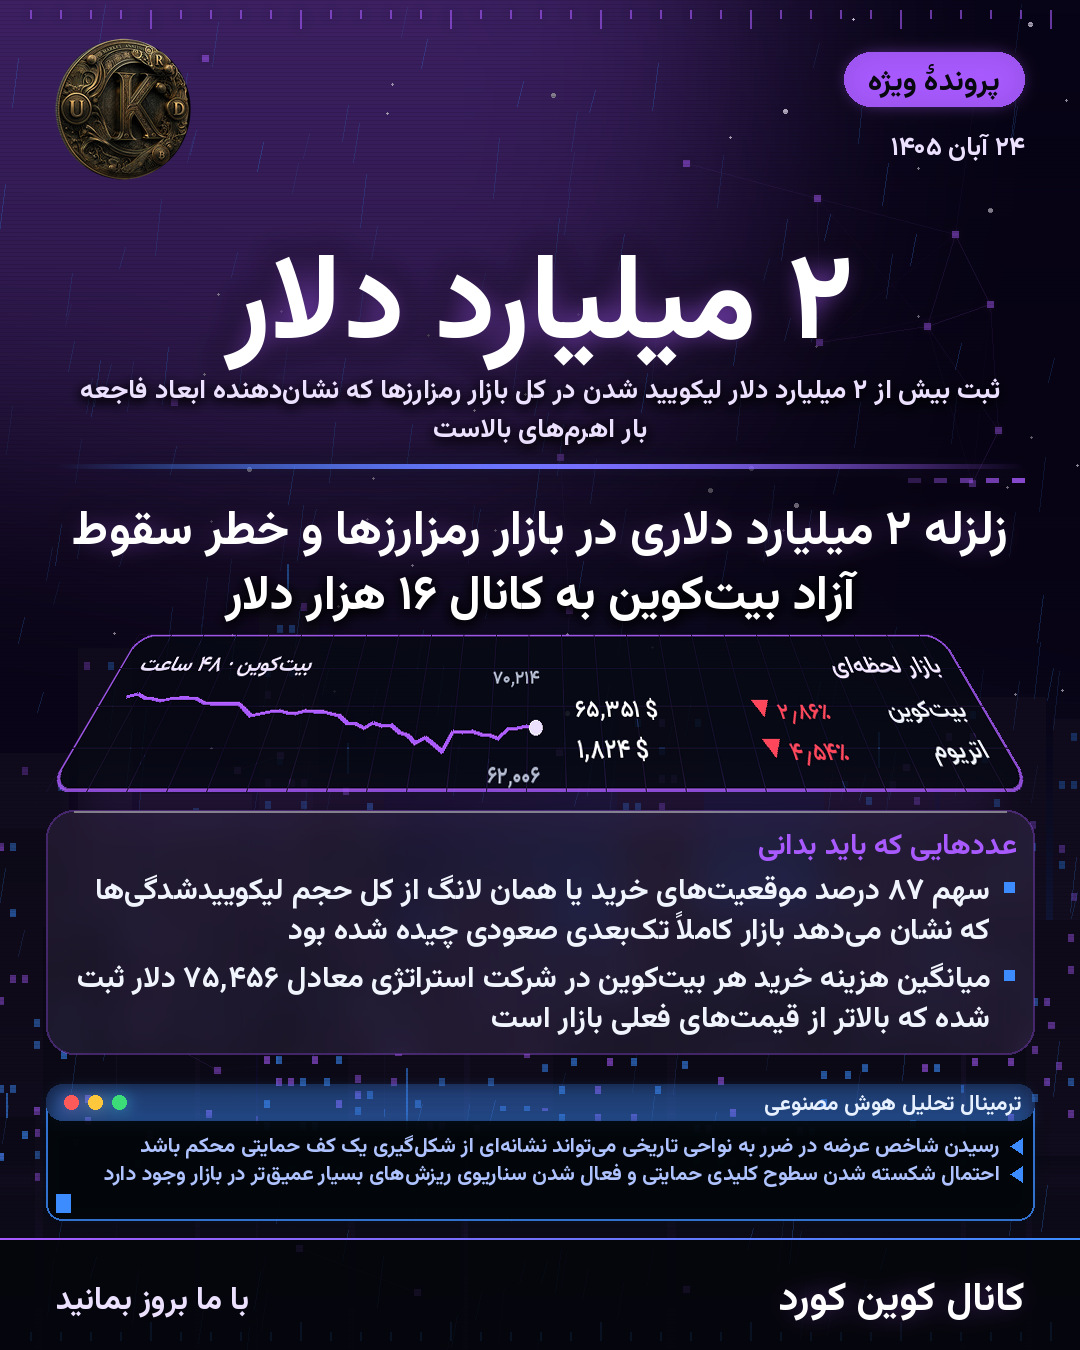 پروندهٔ ویژه
۲۴ آبان ۱۴۰۵
K
U
R
D
B
۲ میلیارد دلار
ثبت بیش از ۲ میلیارد دلار لیکویید شدن در کل بازار رمزارزها که نشان‌دهنده ابعاد فاجعه
بار اهرم‌های بالاست
زلزله ۲ میلیارد دلاری در بازار رمزارزها و خطر سقوط
آزاد بیت‌کوین به کانال ۱۶ هزار دلار
بازار لحظه‌ای
بیت‌کوین ۲٫۸۶٪ ۶۵,۳۵۱ $
اتریوم ۴٫۵۴٪ ۱,۸۲۴ $
بیت‌کوین · ۴۸ ساعت
۷۰,۲۱۴
۶۲,۰۰۶
عددهایی که باید بدانی
سهم ۸۷ درصد موقعیت‌های خرید یا همان لانگ از کل حجم لیکوییدشدگی‌ها
که نشان می‌دهد بازار کاملاً تک‌بعدی صعودی چیده شده بود
میانگین هزینه خرید هر بیت‌کوین در شرکت استراتژی معادل ۷۵,۴۵۶ دلار ثبت
شده که بالاتر از قیمت‌های فعلی بازار است
ترمینال تحلیل هوش مصنوعی
رسیدن شاخص عرضه در ضرر به نواحی تاریخی می‌تواند نشانه‌ای از شکل‌گیری یک کف حمایتی محکم باشد
احتمال شکسته شدن سطوح کلیدی حمایتی و فعال شدن سناریوی ریزش‌های بسیار عمیق‌تر در بازار وجود دارد
کانال کوین کورد
با ما بروز بمانید